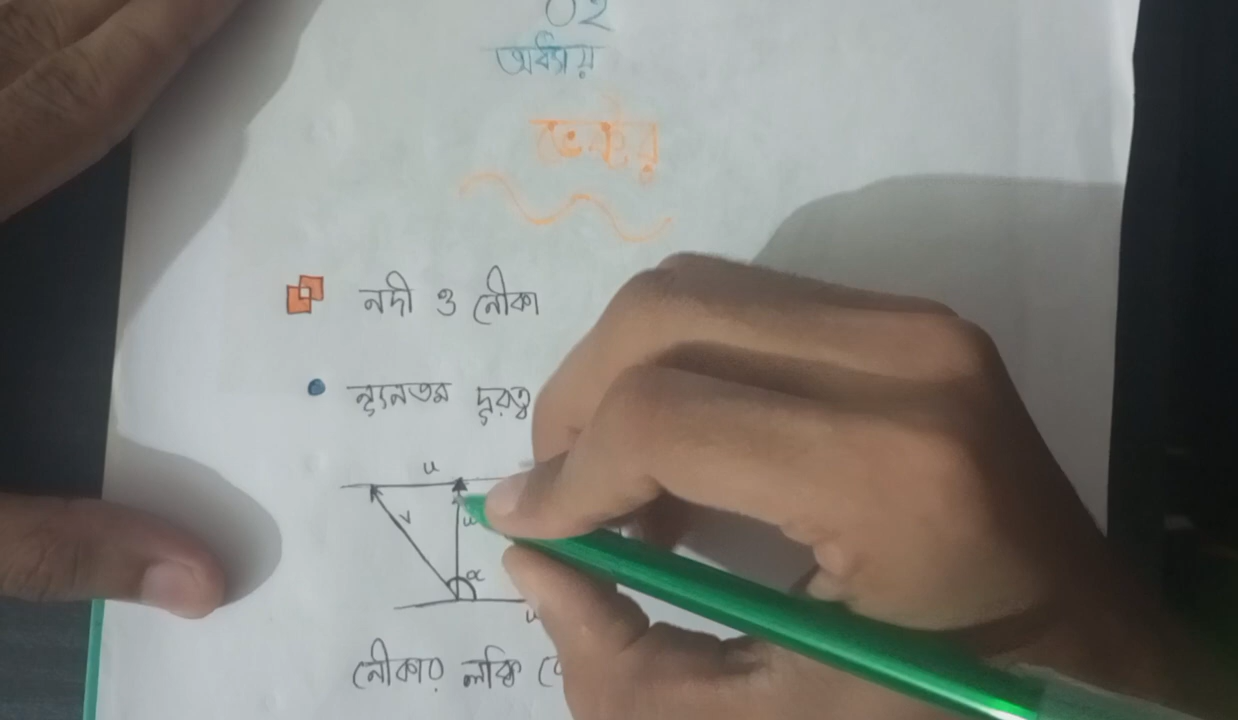 ০২
অধ্যায়
ভেক্টর
নদী ও নৌকা
ন্যূনতম দূরত্ব
u
v
w
α
u
নৌকার লব্ধি